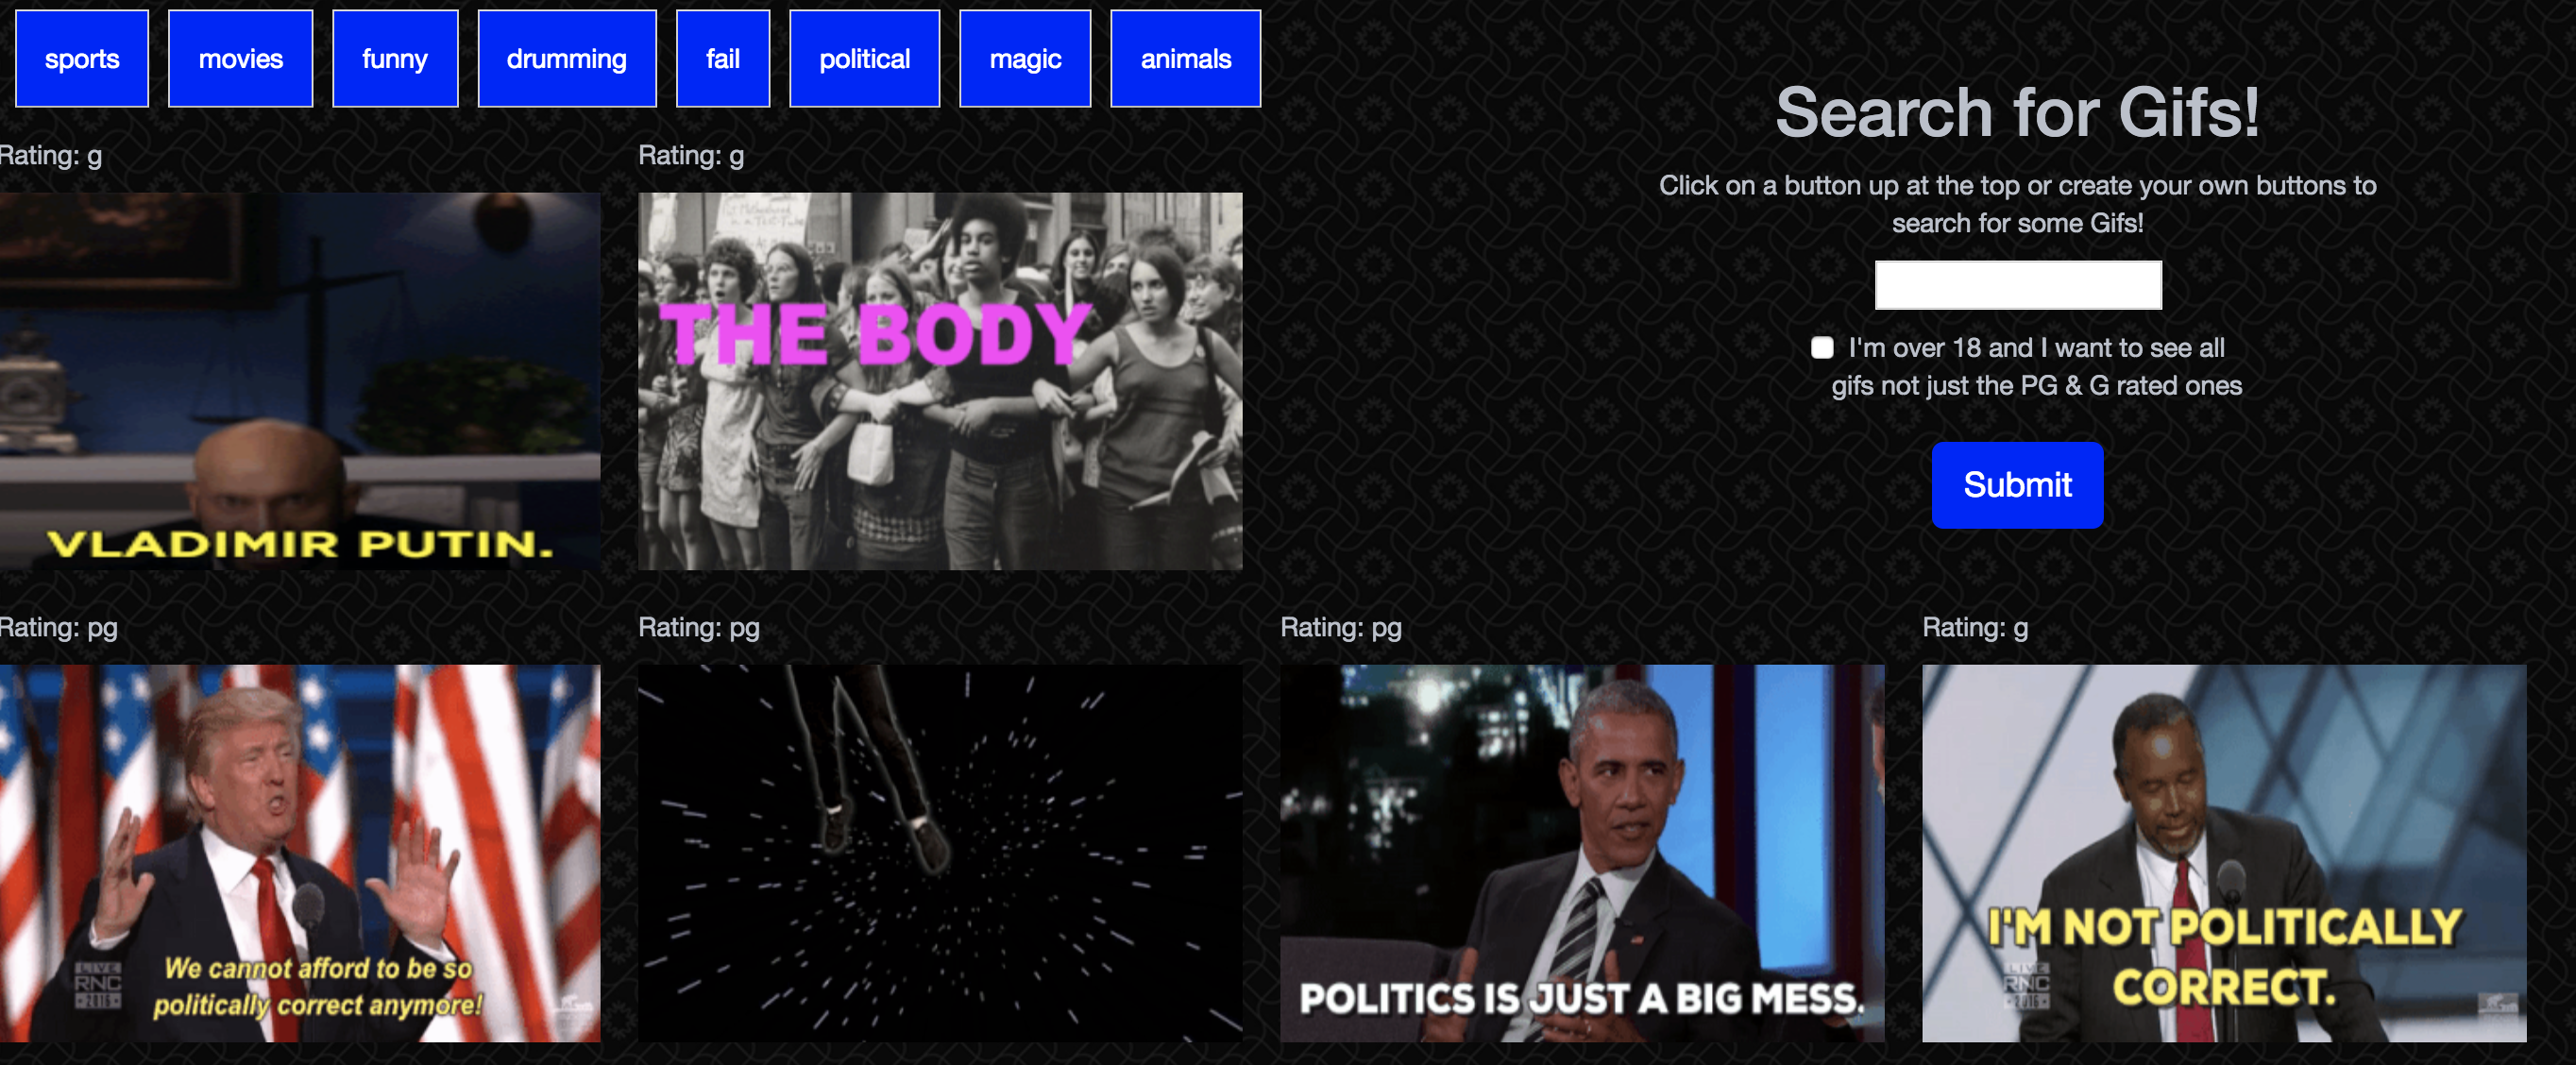 sports
movies
funny
drumming
fail
political
magic
animals
Search for Gifs!
Click on a button up at the top or create your own buttons to
search for some Gifs!
I'm over 18 and I want to see all
gifs not just the PG & G rated ones
Submit
Rating: g
VLADIMIR PUTIN.
Rating: g
THE BODY
Rating: pg
We cannot afford to be so
politically correct anymore!
LIVE
RNC
2016
Rating: pg
Rating: pg
POLITICS IS JUST A BIG MESS.
Rating: g
I'M NOT POLITICALLY
CORRECT.
LIVE
RNC
2016